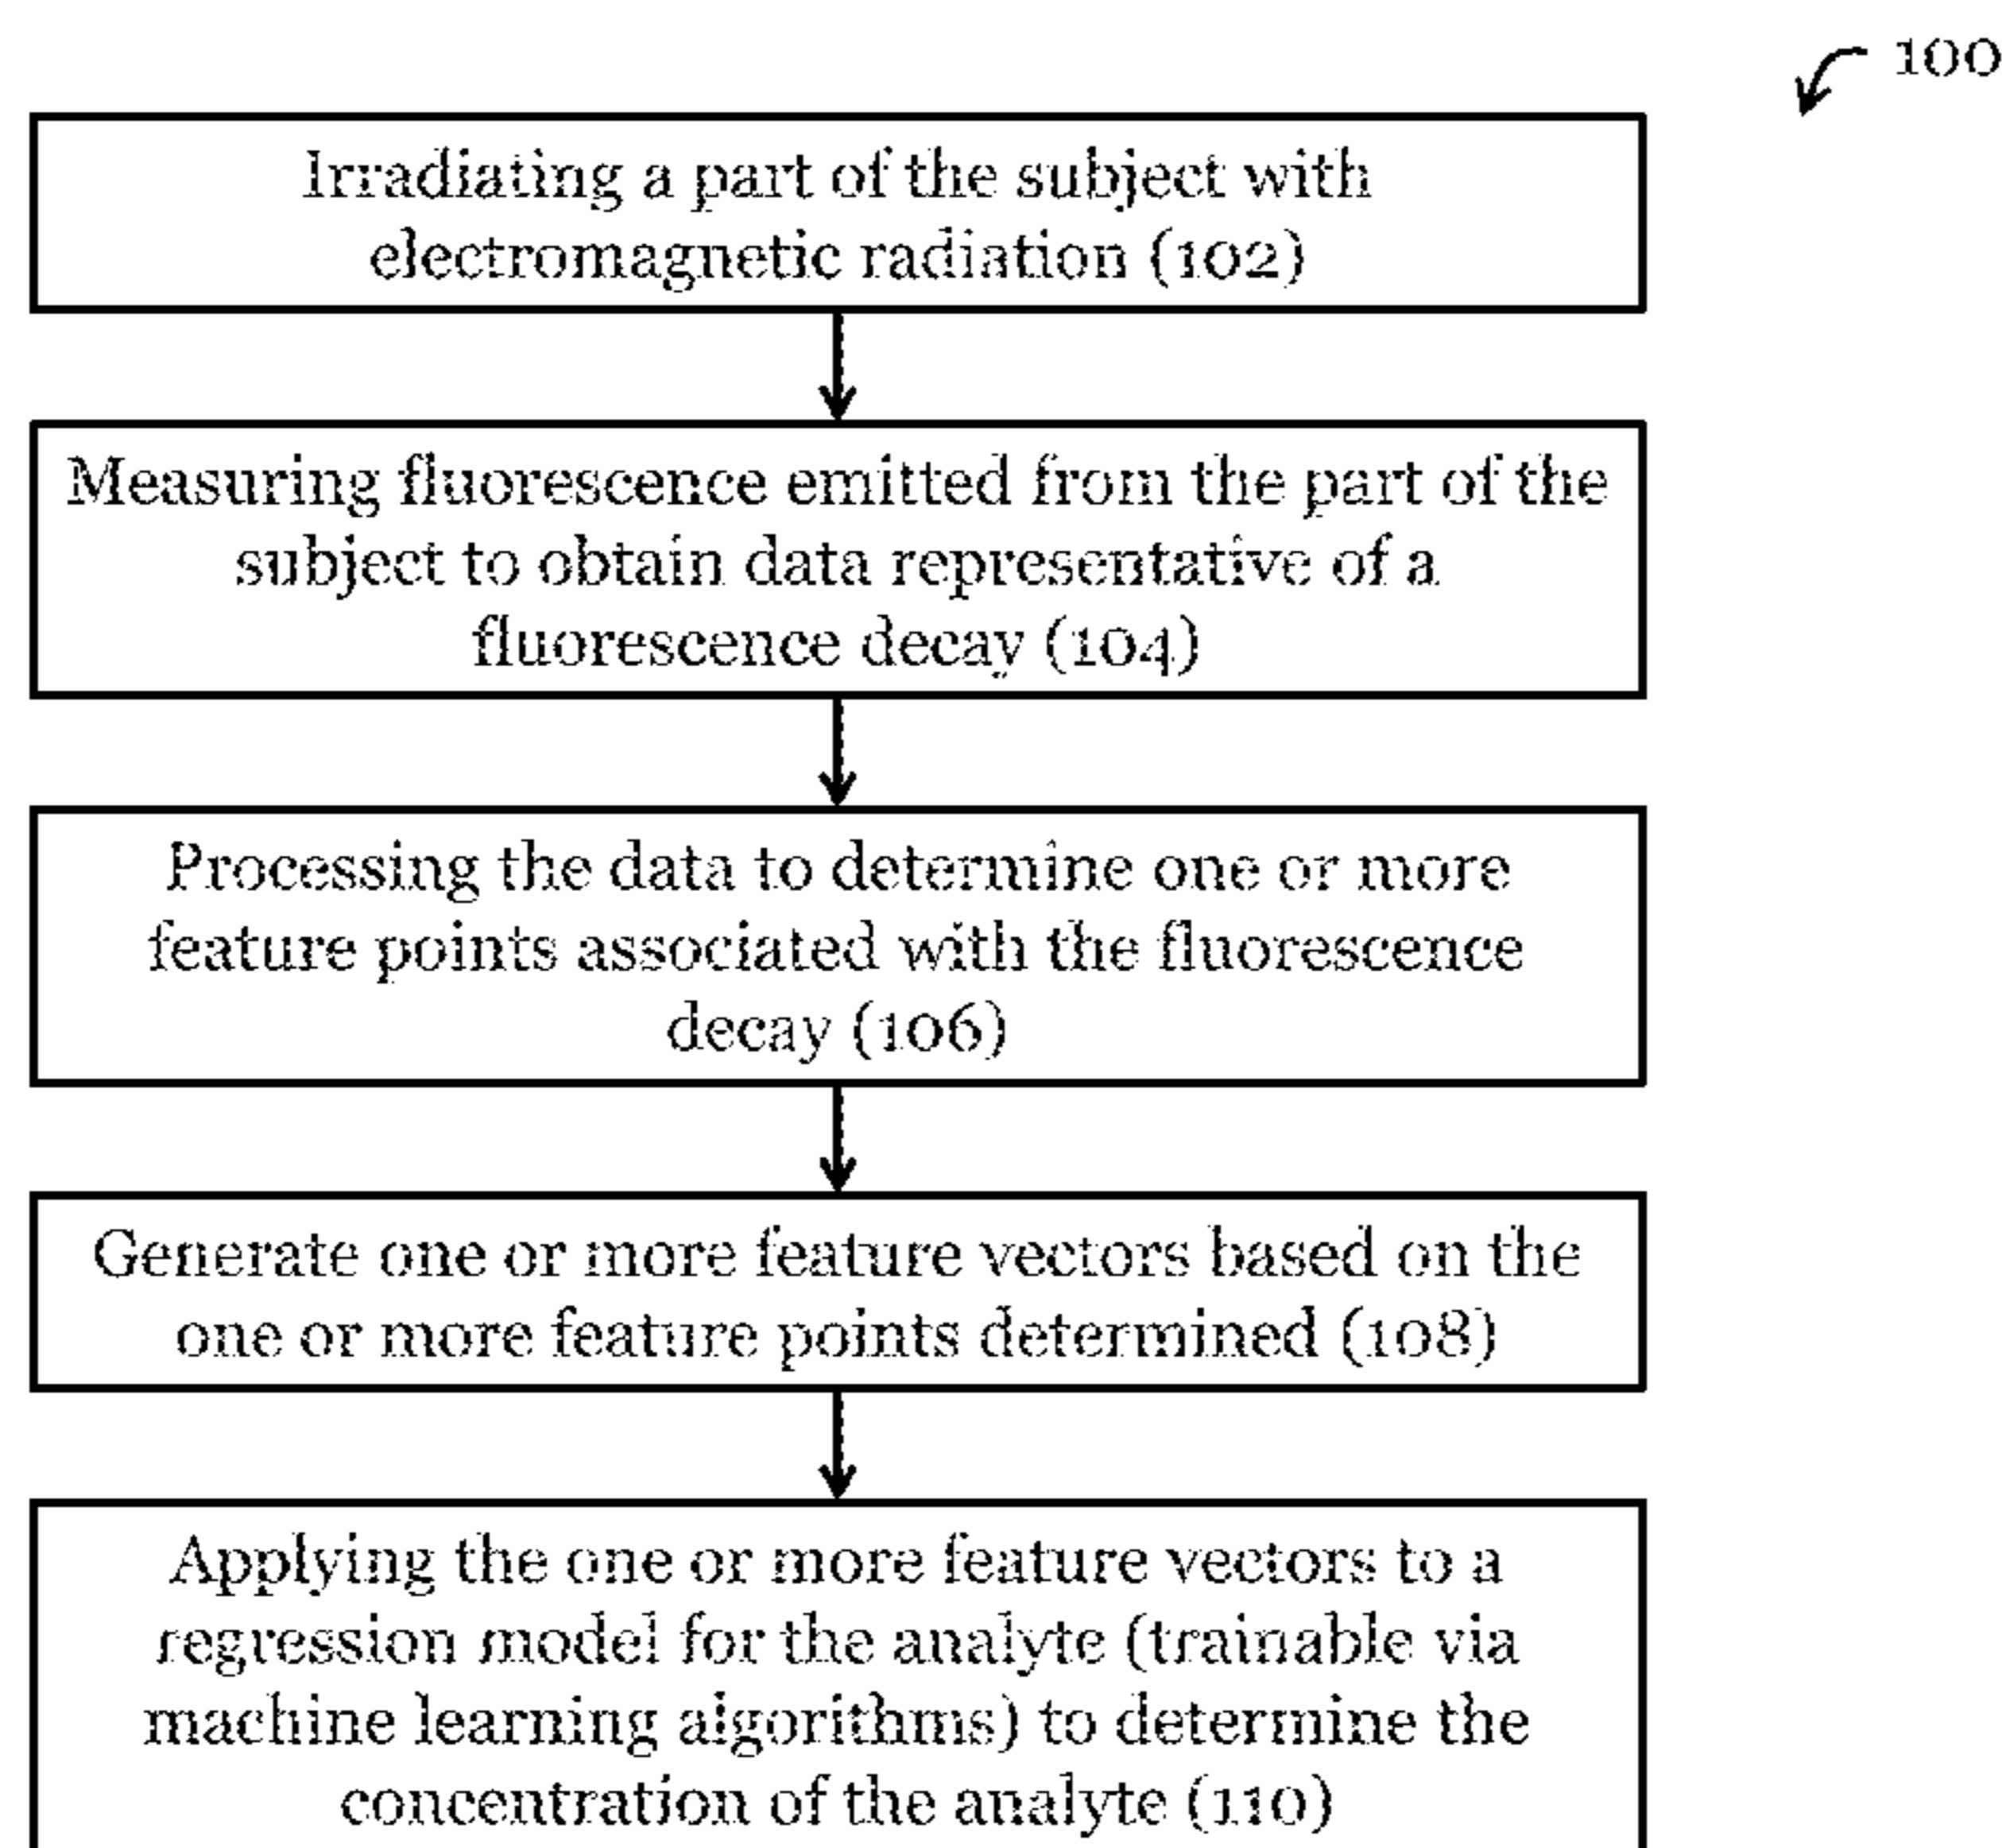 100
Irradiating a part of the subject with
electromagnetic radiation (102)
Measuring fluorescence emitted from the part of the
subject to obtain data representative of a
fluorescence decay (104)
Processing the data to determine one or more
feature points associated with the fluorescence
decay (106)
Generate one or more feature vectors based on the
one or more feature points determined (108)
Applying the one or more feature vectors to a
regression model for the analyte (trainable via
machine learning algorithms) to determine the
concentration of the analyte (110)